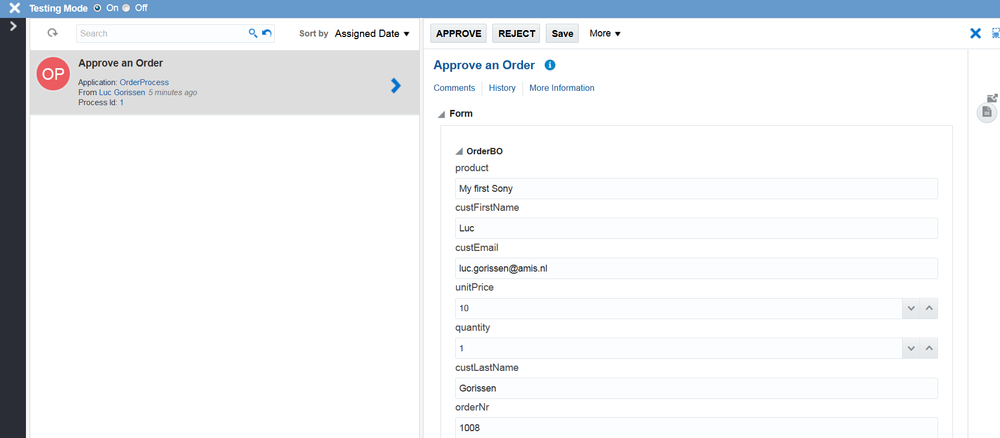 Testing Mode On Off
Search
Sort by Assigned Date
OP
Approve an Order
Application: OrderProcess
From Luc Gorissen 5 minutes ago
Process Id: 1
APPROVE REJECT Save More
Approve an Order
Comments History More Information
Form
OrderBO
product
My first Sony
custFirstName
Luc
custEmail
luc.gorissen@amis.nl
unitPrice
10
quantity
1
custLastName
Gorissen
orderNr
1008